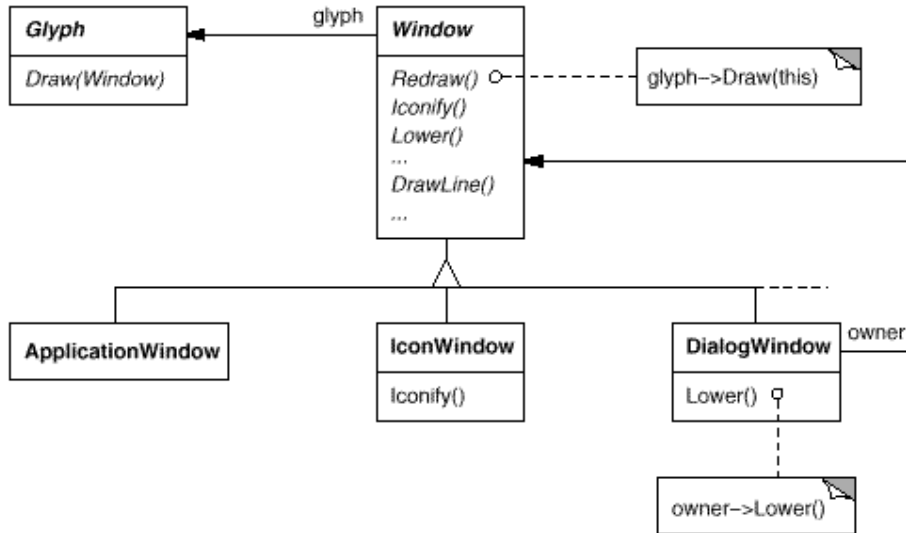 glyph
Glyph
Draw(Window)
Window
Redraw()
Iconify()
Lower()
...
DrawLine()
...
glyph->Draw(this)
ApplicationWindow
IconWindow
Iconify()
DialogWindow
Lower()
owner
owner->Lower()